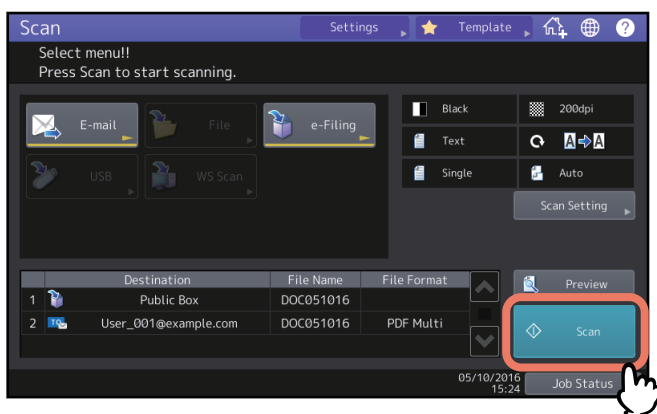 Scan
Settings
Template
?
Select menu!!
Press Scan to start scanning.
E-mail
File
e-Filing
USB
WS Scan
Black
200dpi
Text
A A
Single
Auto
Scan Setting
Destination File Name File Format
1 Public Box DOC051016
2 TO User_001@example.com DOC051016 PDF Multi
Preview
Scan
05/10/2016
15:24
Job Status